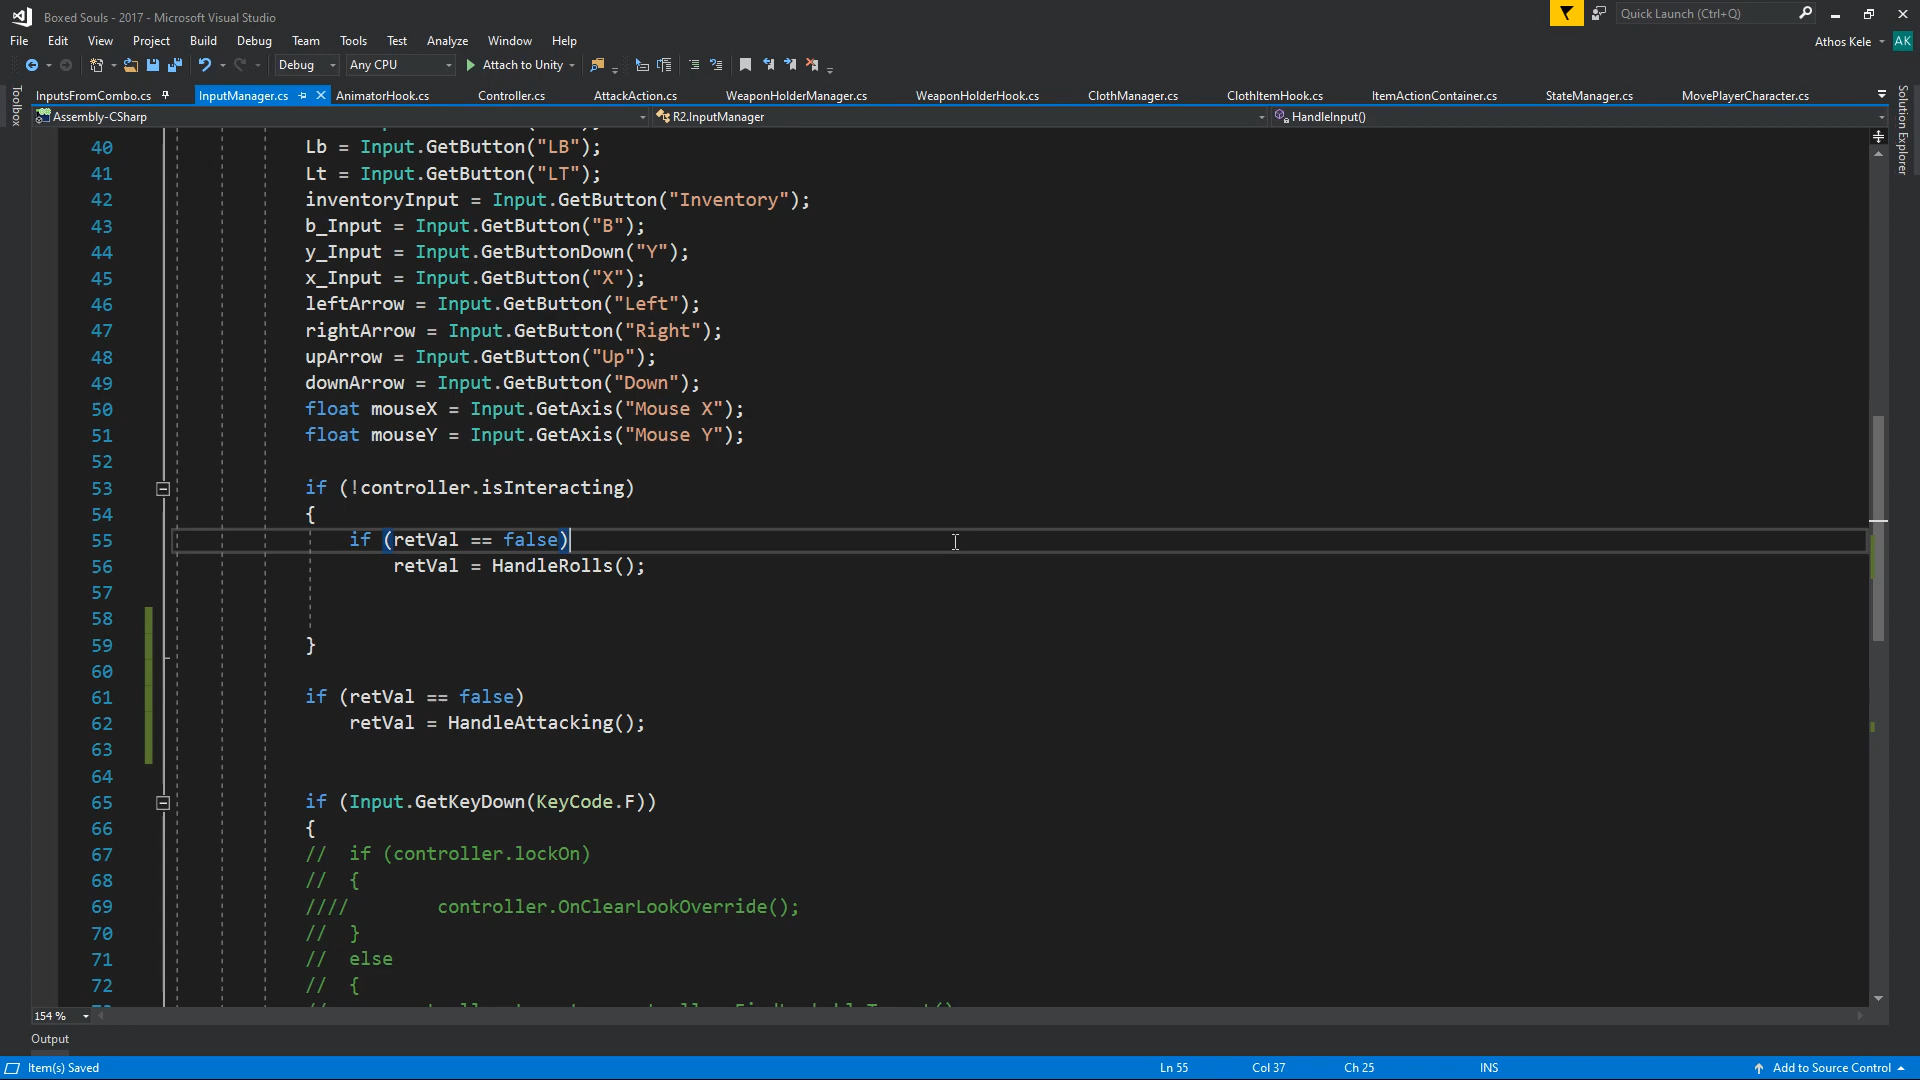 Boxed Souls - 2017 - Microsoft Visual Studio
Quick Launch (Ctrl+Q)
File Edit View Project Build Debug Team Tools Test Analyze Window Help
Athos Kele AK
Debug Any CPU Attach to Unity
InputsFromCombo.cs InputManager.cs AnimatorHook.cs Controller.cs AttackAction.cs WeaponHolderManager.cs WeaponHolderHook.cs ClothManager.cs ClothItemHook.cs ItemActionContainer.cs StateManager.cs MovePlayerCharacter.cs
Toolbox
Solution Explorer
Assembly-CSharp R2.InputManager HandleInput()
40 Lb = Input.GetButton("LB");
41 Lt = Input.GetButton("LT");
42 inventoryInput = Input.GetButton("Inventory");
43 b_Input = Input.GetButton("B");
44 y_Input = Input.GetButtonDown("Y");
45 x_Input = Input.GetButton("X");
46 leftArrow = Input.GetButton("Left");
47 rightArrow = Input.GetButton("Right");
48 upArrow = Input.GetButton("Up");
49 downArrow = Input.GetButton("Down");
50 float mouseX = Input.GetAxis("Mouse X");
51 float mouseY = Input.GetAxis("Mouse Y");
52
53 if (!controller.isInteracting)
54 {
55 if (retVal == false)
56 retVal = HandleRolls();
57
58
59 }
60
61 if (retVal == false)
62 retVal = HandleAttacking();
63
64
65 if (Input.GetKeyDown(KeyCode.F))
66 {
67 // if (controller.lockOn)
68 // {
69 //// controller.OnClearLookOverride();
70 // }
71 // else
72 // {
154 %
Output
Item(s) Saved Ln 55 Col 37 Ch 25 INS Add to Source Control